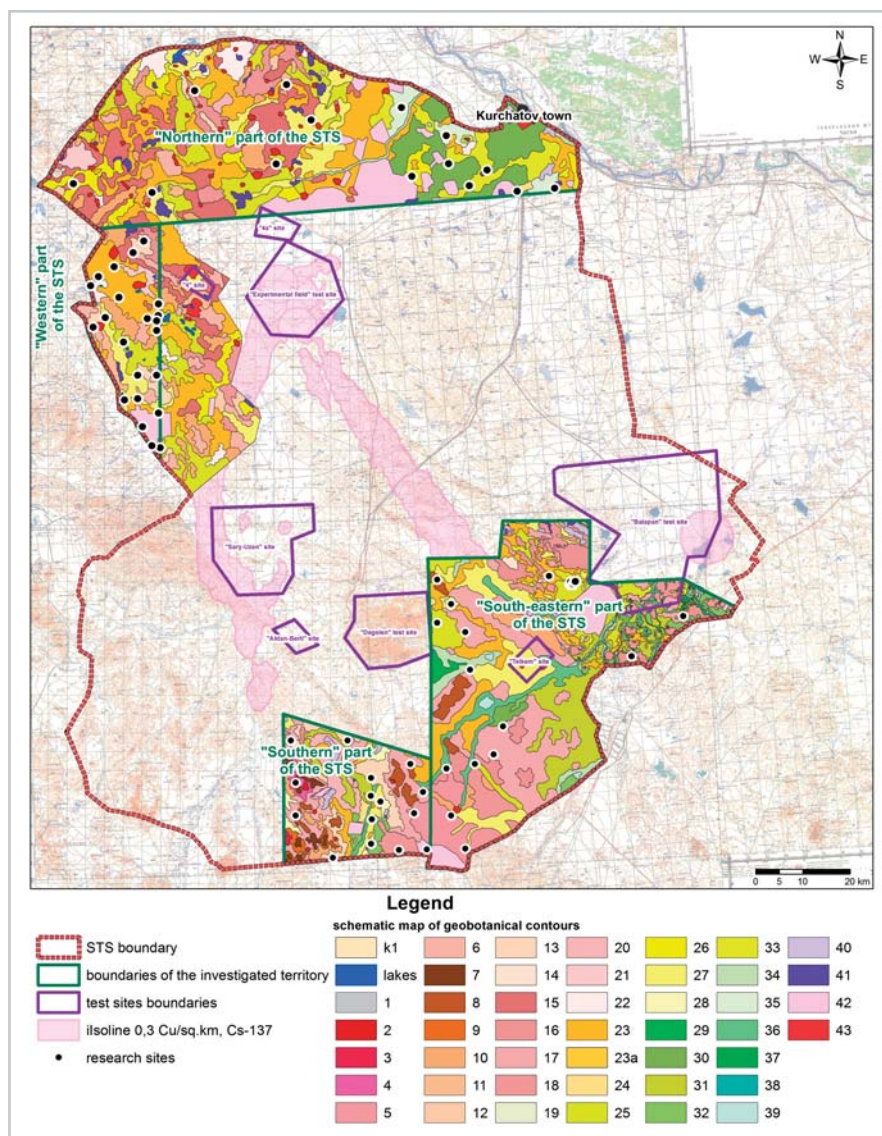 N
W E
S
Kurchatov town
"Northern" part of the STS
"4a" site
"Western" part
of the STS
"4" site
"Experimental field" test site
"Balapan" test site
"Sary-Uzen" site
"South-eastern" part
of the STS
"Aktan-Berli" site
"Degelen" test site
"Telkem" site
"Southern" part
of the STS
0 5 10 20 km
Legend
schematic map of geobotanical contours
STS boundary
boundaries of the investigated territory
test sites boundaries
iIsoline 0,3 Cu/sq.km, Cs-137
research sites
k1 6 13 20 26 33 40
lakes 7 14 21 27 34 41
1 8 15 22 28 35 42
2 9 16 23 29 36 43
3 10 17 23a 30 37
4 11 18 24 31 38
5 12 19 25 32 39